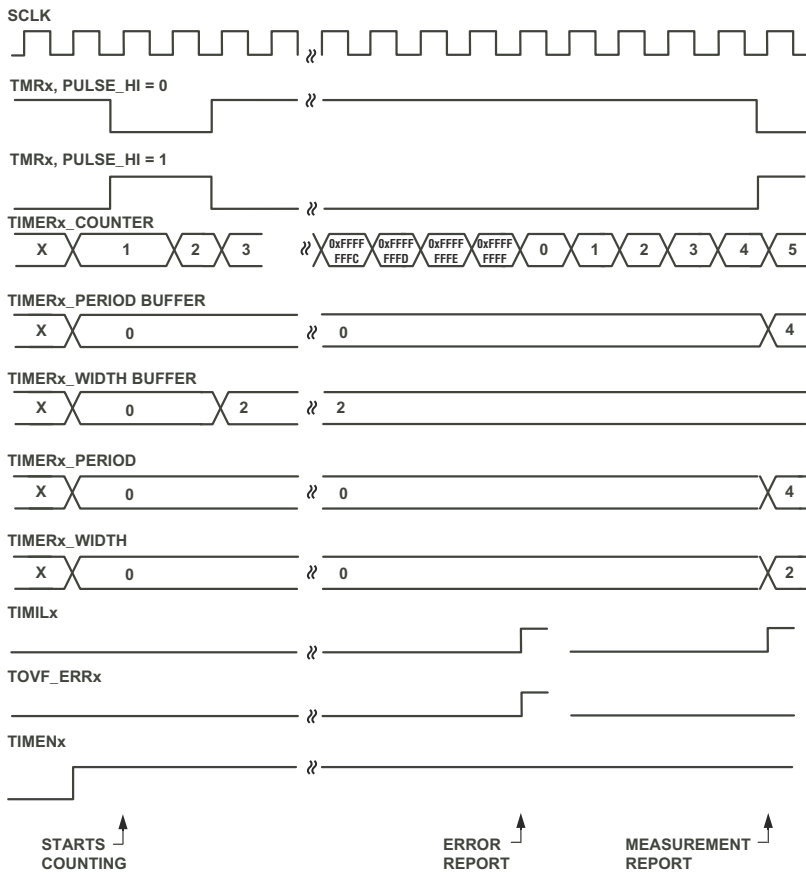 SCLK
TMRx, PULSE_HI = 0
TMRx, PULSE_HI = 1
TIMERx_COUNTER
X 1 2 3 0xFFFF FFFC 0xFFFF FFFD 0xFFFF FFFE 0xFFFF FFFF 0 1 2 3 4 5
TIMERx_PERIOD BUFFER
X 0 0 4
TIMERx_WIDTH BUFFER
X 0 2 2
TIMERx_PERIOD
X 0 0 4
TIMERx_WIDTH
X 0 0 2
TIMILx
TOVF_ERRx
TIMENx
STARTS
COUNTING
ERROR
REPORT
MEASUREMENT
REPORT